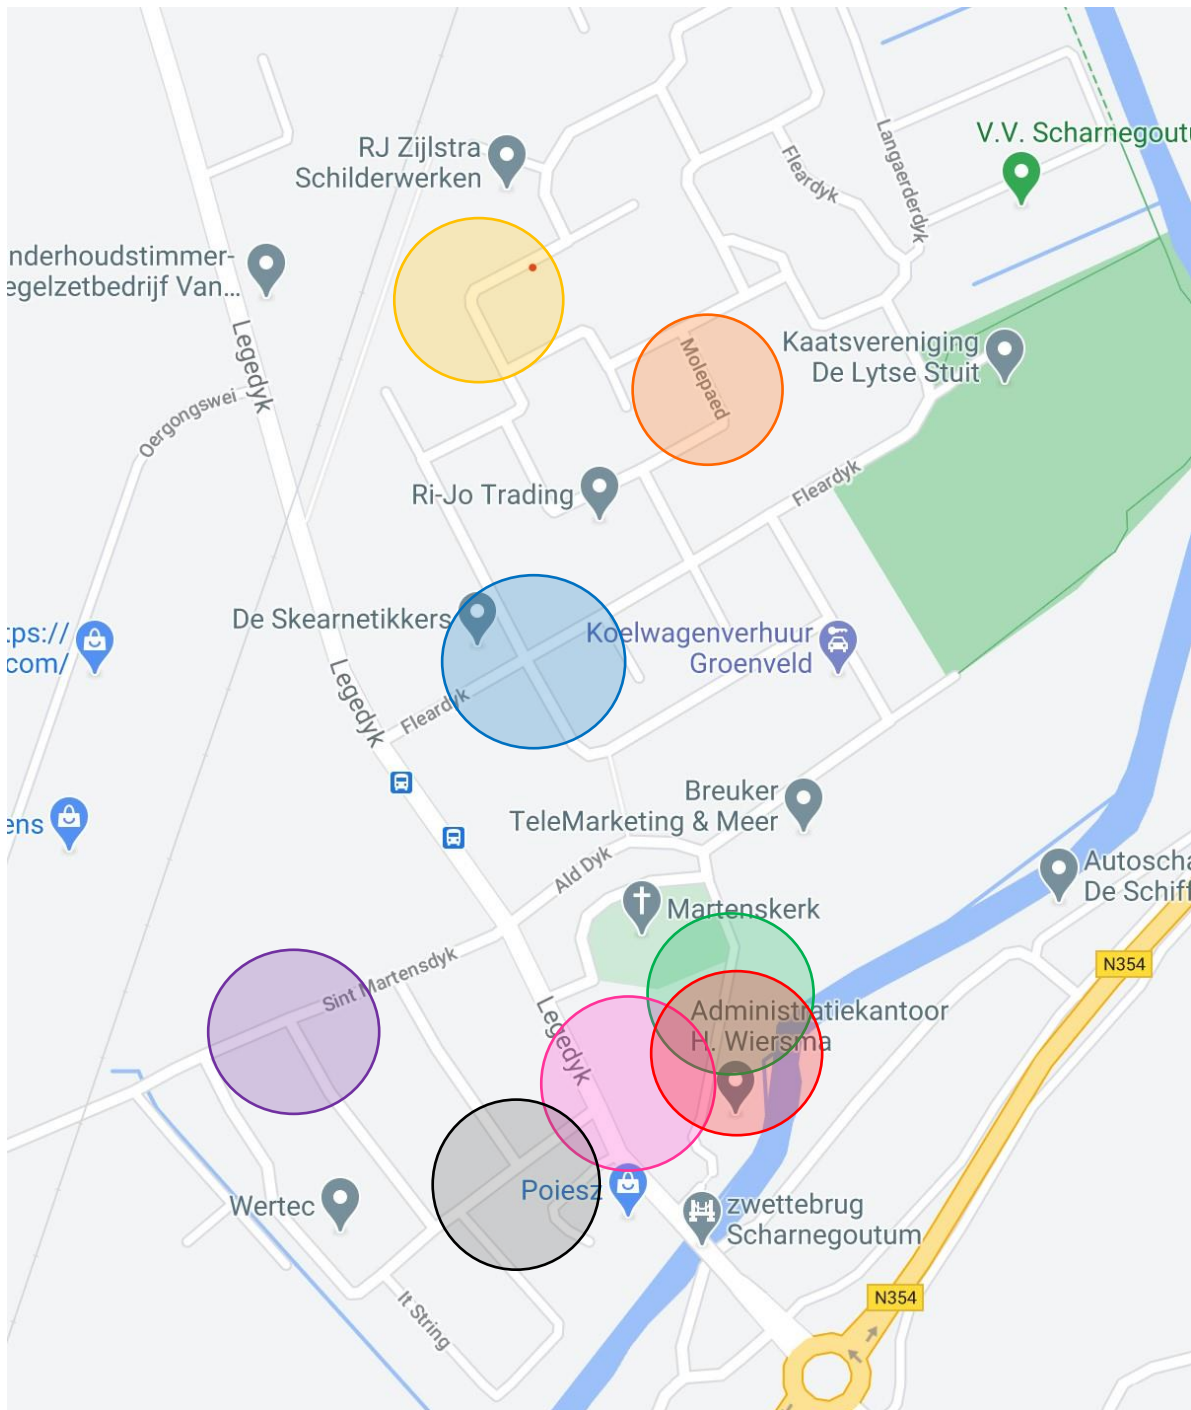 RJ Zijlstra
Schilderwerken
Fleardyk
Langaerderdyk
V.V. Scharnegout
nderhoudstimmer-
egelzetbedrijf Van...
Legedyk
Oergongswei
Molepaed
Kaatsvereniging
De Lytse Stuit
Ri-Jo Trading
Fleardyk
De Skearnetikkers
tps://
com/
Koelwagenverhuur
Groenveld
Legedyk
Fleardyk
ens
Breuker
TeleMarketing & Meer
Ald Dyk
Autoscha
De Schiff
Martenskerk
Sint Martensdyk
N354
Legedyk
Administratiekantoor
H. Wiersma
Wertec
Poiesz
zwettebrug
Scharnegoutum
It String
N354